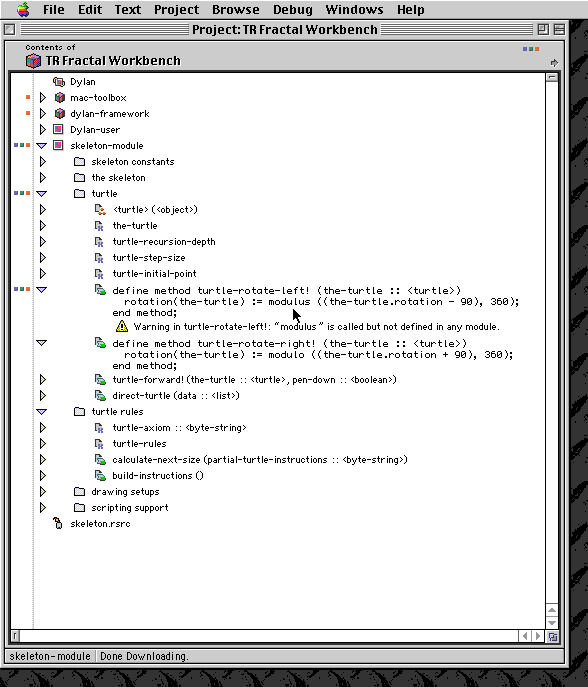 File Edit Text Project Browse Debug Windows Help
Project: TR Fractal Workbench
Contents of
TR Fractal Workbench
Dylan
mac-toolbox
dylan-framework
Dylan-user
skeleton-module
skeleton constants
the skeleton
turtle
<turtle> (<object>)
the-turtle
turtle-recursion-depth
turtle-step-size
turtle-initial-point
define method turtle-rotate-left! (the-turtle :: <turtle>)
rotation(the-turtle) := modulus ((the-turtle.rotation - 90), 360);
end method;
Warning in turtle-rotate-left!: “modulus” is called but not defined in any module.
define method turtle-rotate-right! (the-turtle :: <turtle>)
rotation(the-turtle) := modulo ((the-turtle.rotation + 90), 360);
end method;
turtle-forward! (the-turtle :: <turtle>, pen-down :: <boolean>)
direct-turtle (data :: <list>)
turtle rules
turtle-axiom :: <byte-string>
turtle-rules
calculate-next-size (partial-turtle-instructions :: <byte-string>)
build-instructions ()
drawing setups
scripting support
skeleton.rsrc
skeleton-module Done Downloading.